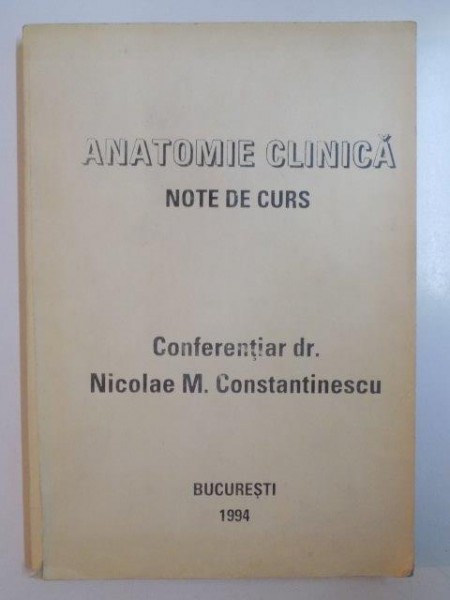 ANATOMIE CLINICĂ
NOTE DE CURS
Conferențiar dr.
Nicolae M. Constantinescu
BUCUREȘTI
1994